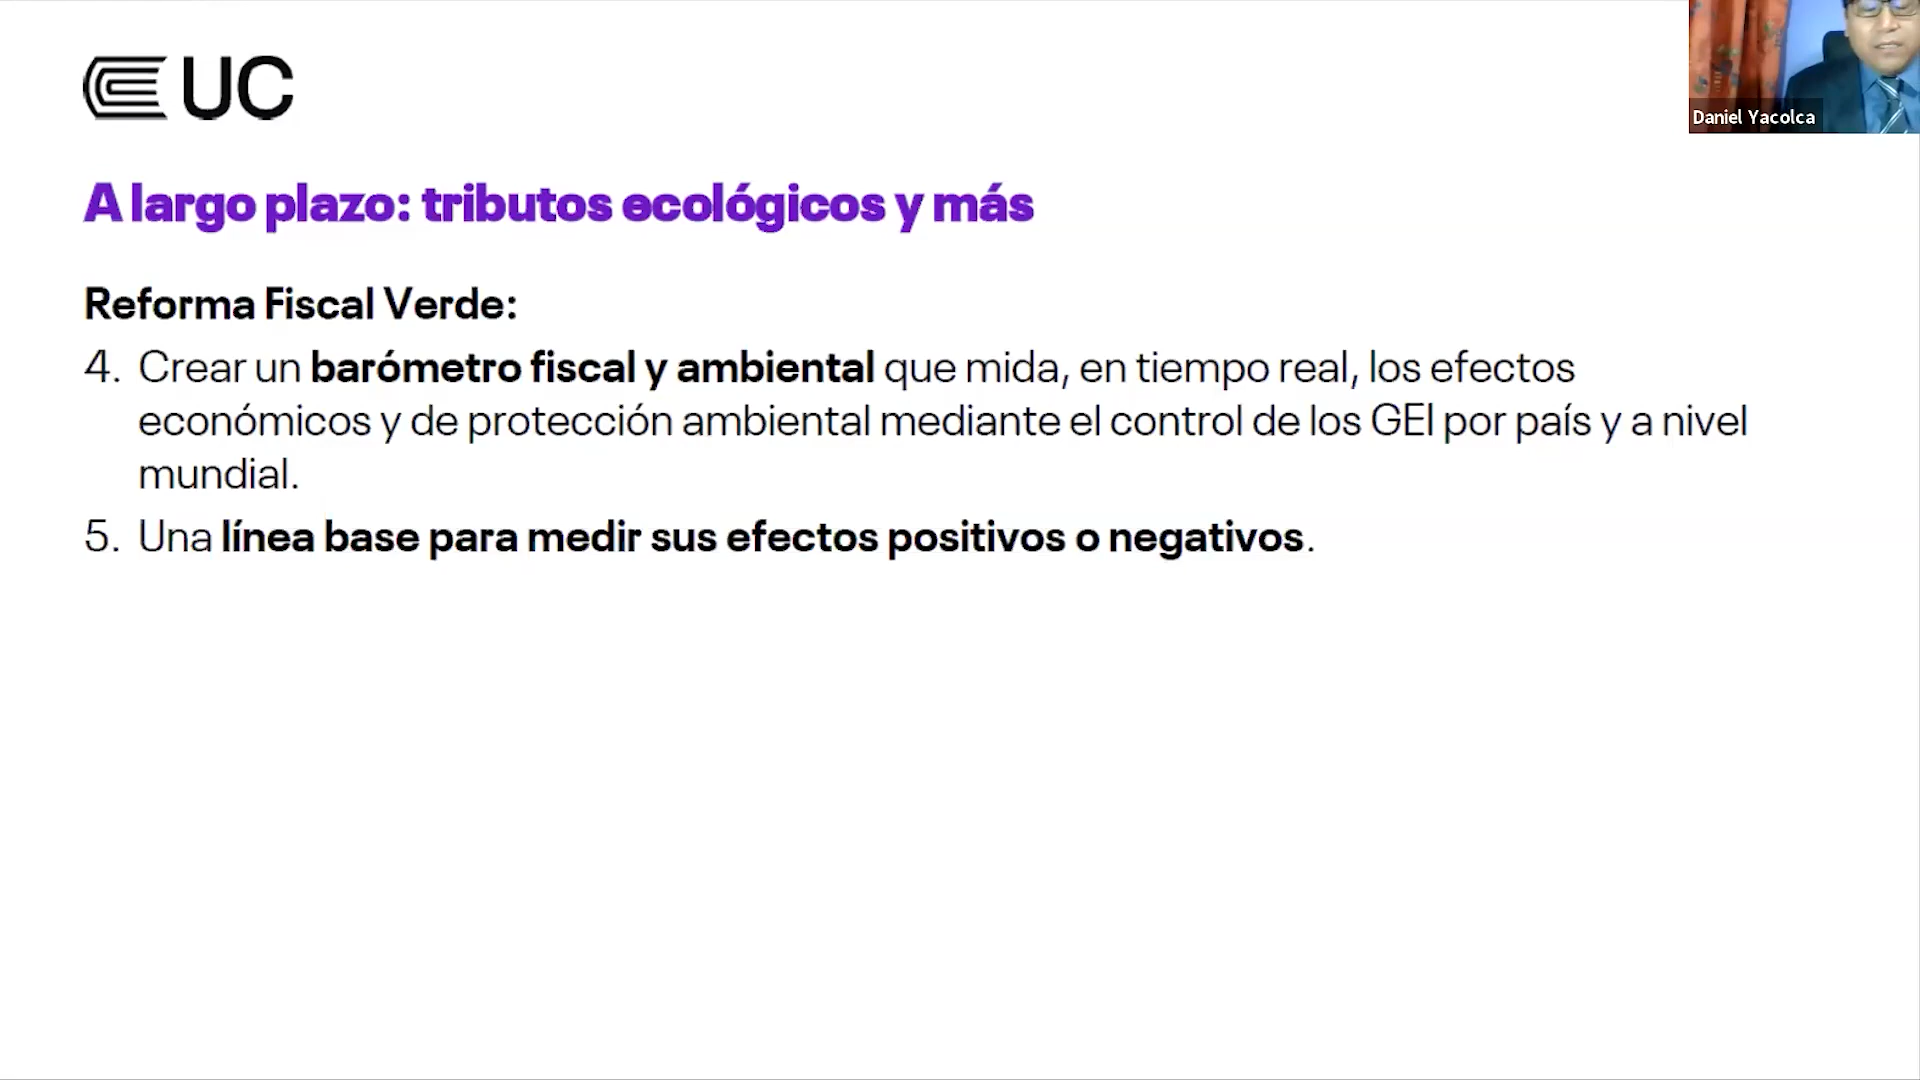 UC
Daniel Yacolca
A largo plazo: tributos ecológicos y más
Reforma Fiscal Verde:
4. Crear un barómetro fiscal y ambiental que mida, en tiempo real, los efectos
económicos y de protección ambiental mediante el control de los GEI por país y a nivel
mundial.
5. Una línea base para medir sus efectos positivos o negativos.